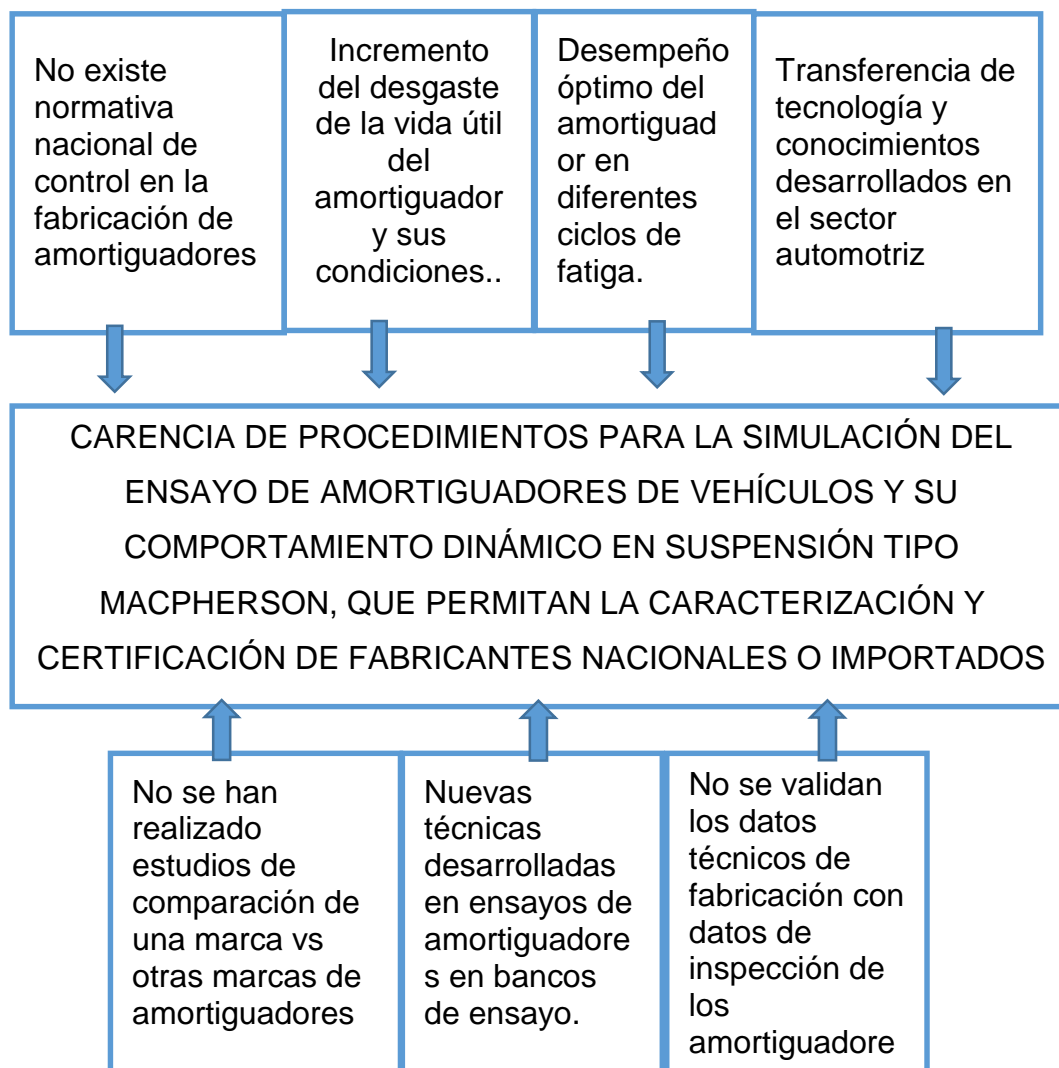 No existe
normativa
nacional de
control en la
fabricación de
amortiguadores
Incremento
del desgaste
de la vida útil
del
amortiguador
y sus
condiciones..
Desempeño
óptimo del
amortiguad
or en
diferentes
ciclos de
fatiga.
Transferencia de
tecnología y
conocimientos
desarrollados en
el sector
automotriz
CARENCIA DE PROCEDIMIENTOS PARA LA SIMULACIÓN DEL
ENSAYO DE AMORTIGUADORES DE VEHÍCULOS Y SU
COMPORTAMIENTO DINÁMICO EN SUSPENSIÓN TIPO
MACPHERSON, QUE PERMITAN LA CARACTERIZACIÓN Y
CERTIFICACIÓN DE FABRICANTES NACIONALES O IMPORTADOS
No se han
realizado
estudios de
comparación de
una marca vs
otras marcas de
amortiguadores
Nuevas
técnicas
desarrolladas
en ensayos de
amortiguadore
s en bancos
de ensayo.
No se validan
los datos
técnicos de
fabricación con
datos de
inspección de
los
amortiguadore